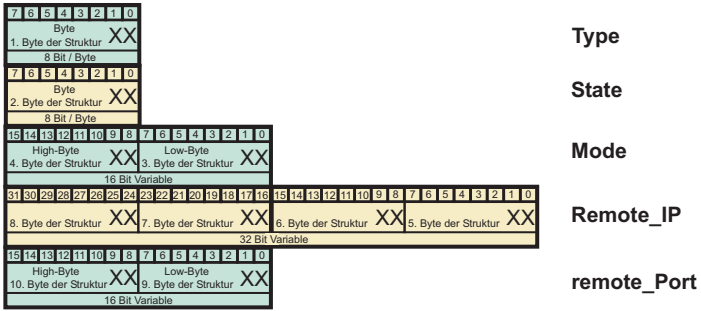 7 6 5 4 3 2 1 0
Byte
1. Byte der Struktur XX
8 Bit / Byte
Type
7 6 5 4 3 2 1 0
Byte
2. Byte der Struktur XX
8 Bit / Byte
State
15 14 13 12 11 10 9 8 7 6 5 4 3 2 1 0
High-Byte Low-Byte
4. Byte der Struktur XX 3. Byte der Struktur XX
16 Bit Variable
Mode
31 30 29 28 27 26 25 24 23 22 21 20 19 18 17 16 15 14 13 12 11 10 9 8 7 6 5 4 3 2 1 0
8. Byte der Struktur XX 7. Byte der Struktur XX 6. Byte der Struktur XX 5. Byte der Struktur XX
32 Bit Variable
Remote_IP
15 14 13 12 11 10 9 8 7 6 5 4 3 2 1 0
High-Byte Low-Byte
10. Byte der Struktur XX 9. Byte der Struktur XX
16 Bit Variable
remote_Port